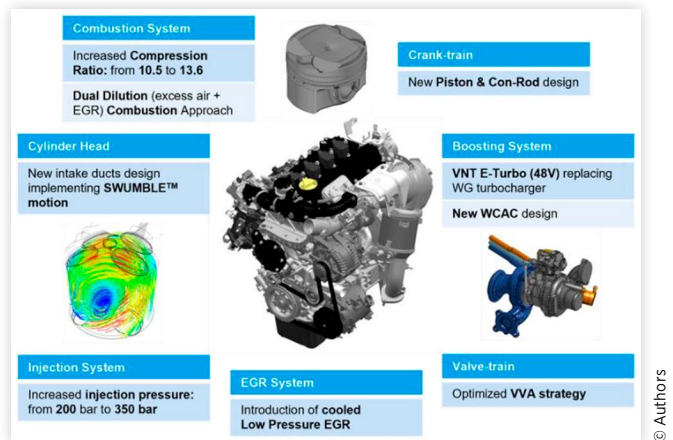 Combustion System
Increased Compression
Ratio: from 10.5 to 13.6
Dual Dilution (excess air +
EGR) Combustion Approach
Crank-train
New Piston & Con-Rod design
Cylinder Head
New intake ducts design
implementing SWUMBLE™
motion
Boosting System
VNT E-Turbo (48V) replacing
WG turbocharger
New WCAC design
Injection System
Increased injection pressure:
from 200 bar to 350 bar
EGR System
Introduction of cooled
Low Pressure EGR
Valve-train
Optimized VVA strategy
© Authors